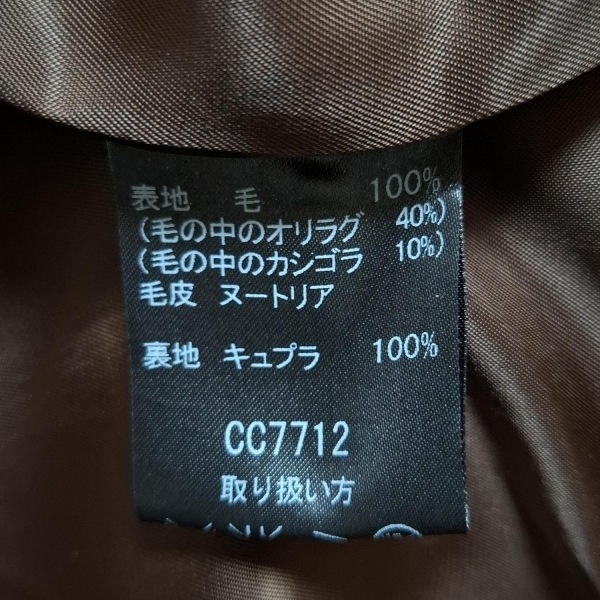 表地 毛 100%
(毛の中のオリラグ 40%)
(毛の中のカシゴラ 10%)
毛皮 ヌートリア
裏地 キュプラ 100%
CC7712
取り扱い方